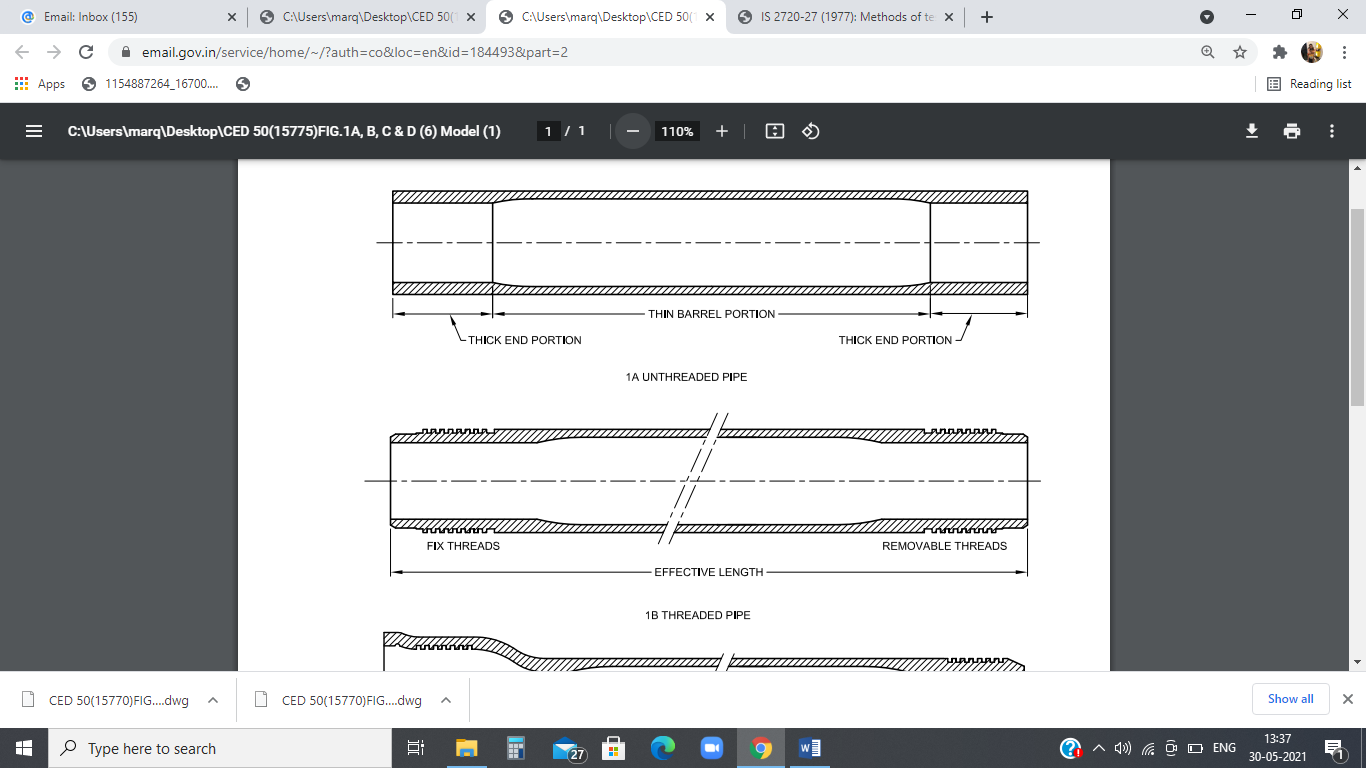 Email: Inbox (155)
C:\Users\marq\Desktop\CED 50(1
C:\Users\marq\Desktop\CED 50(
IS 2720-27 (1977): Methods of te
email.gov.in/service/home/~/?auth=co&loc=en&id=184493&part=2
Apps
1154887264_16700....
Reading list
C:\Users\marq\Desktop\CED 50(15775)FIG.1A, B, C & D (6) Model (1)
1 / 1
110%
THIN BARREL PORTION
THICK END PORTION
THICK END PORTION
1A UNTHREADED PIPE
FIX THREADS
REMOVABLE THREADS
EFFECTIVE LENGTH
1B THREADED PIPE
CED 50(15770)FIG....dwg
CED 50(15770)FIG....dwg
Show all
Type here to search
27
ENG
13:37
30-05-2021
1